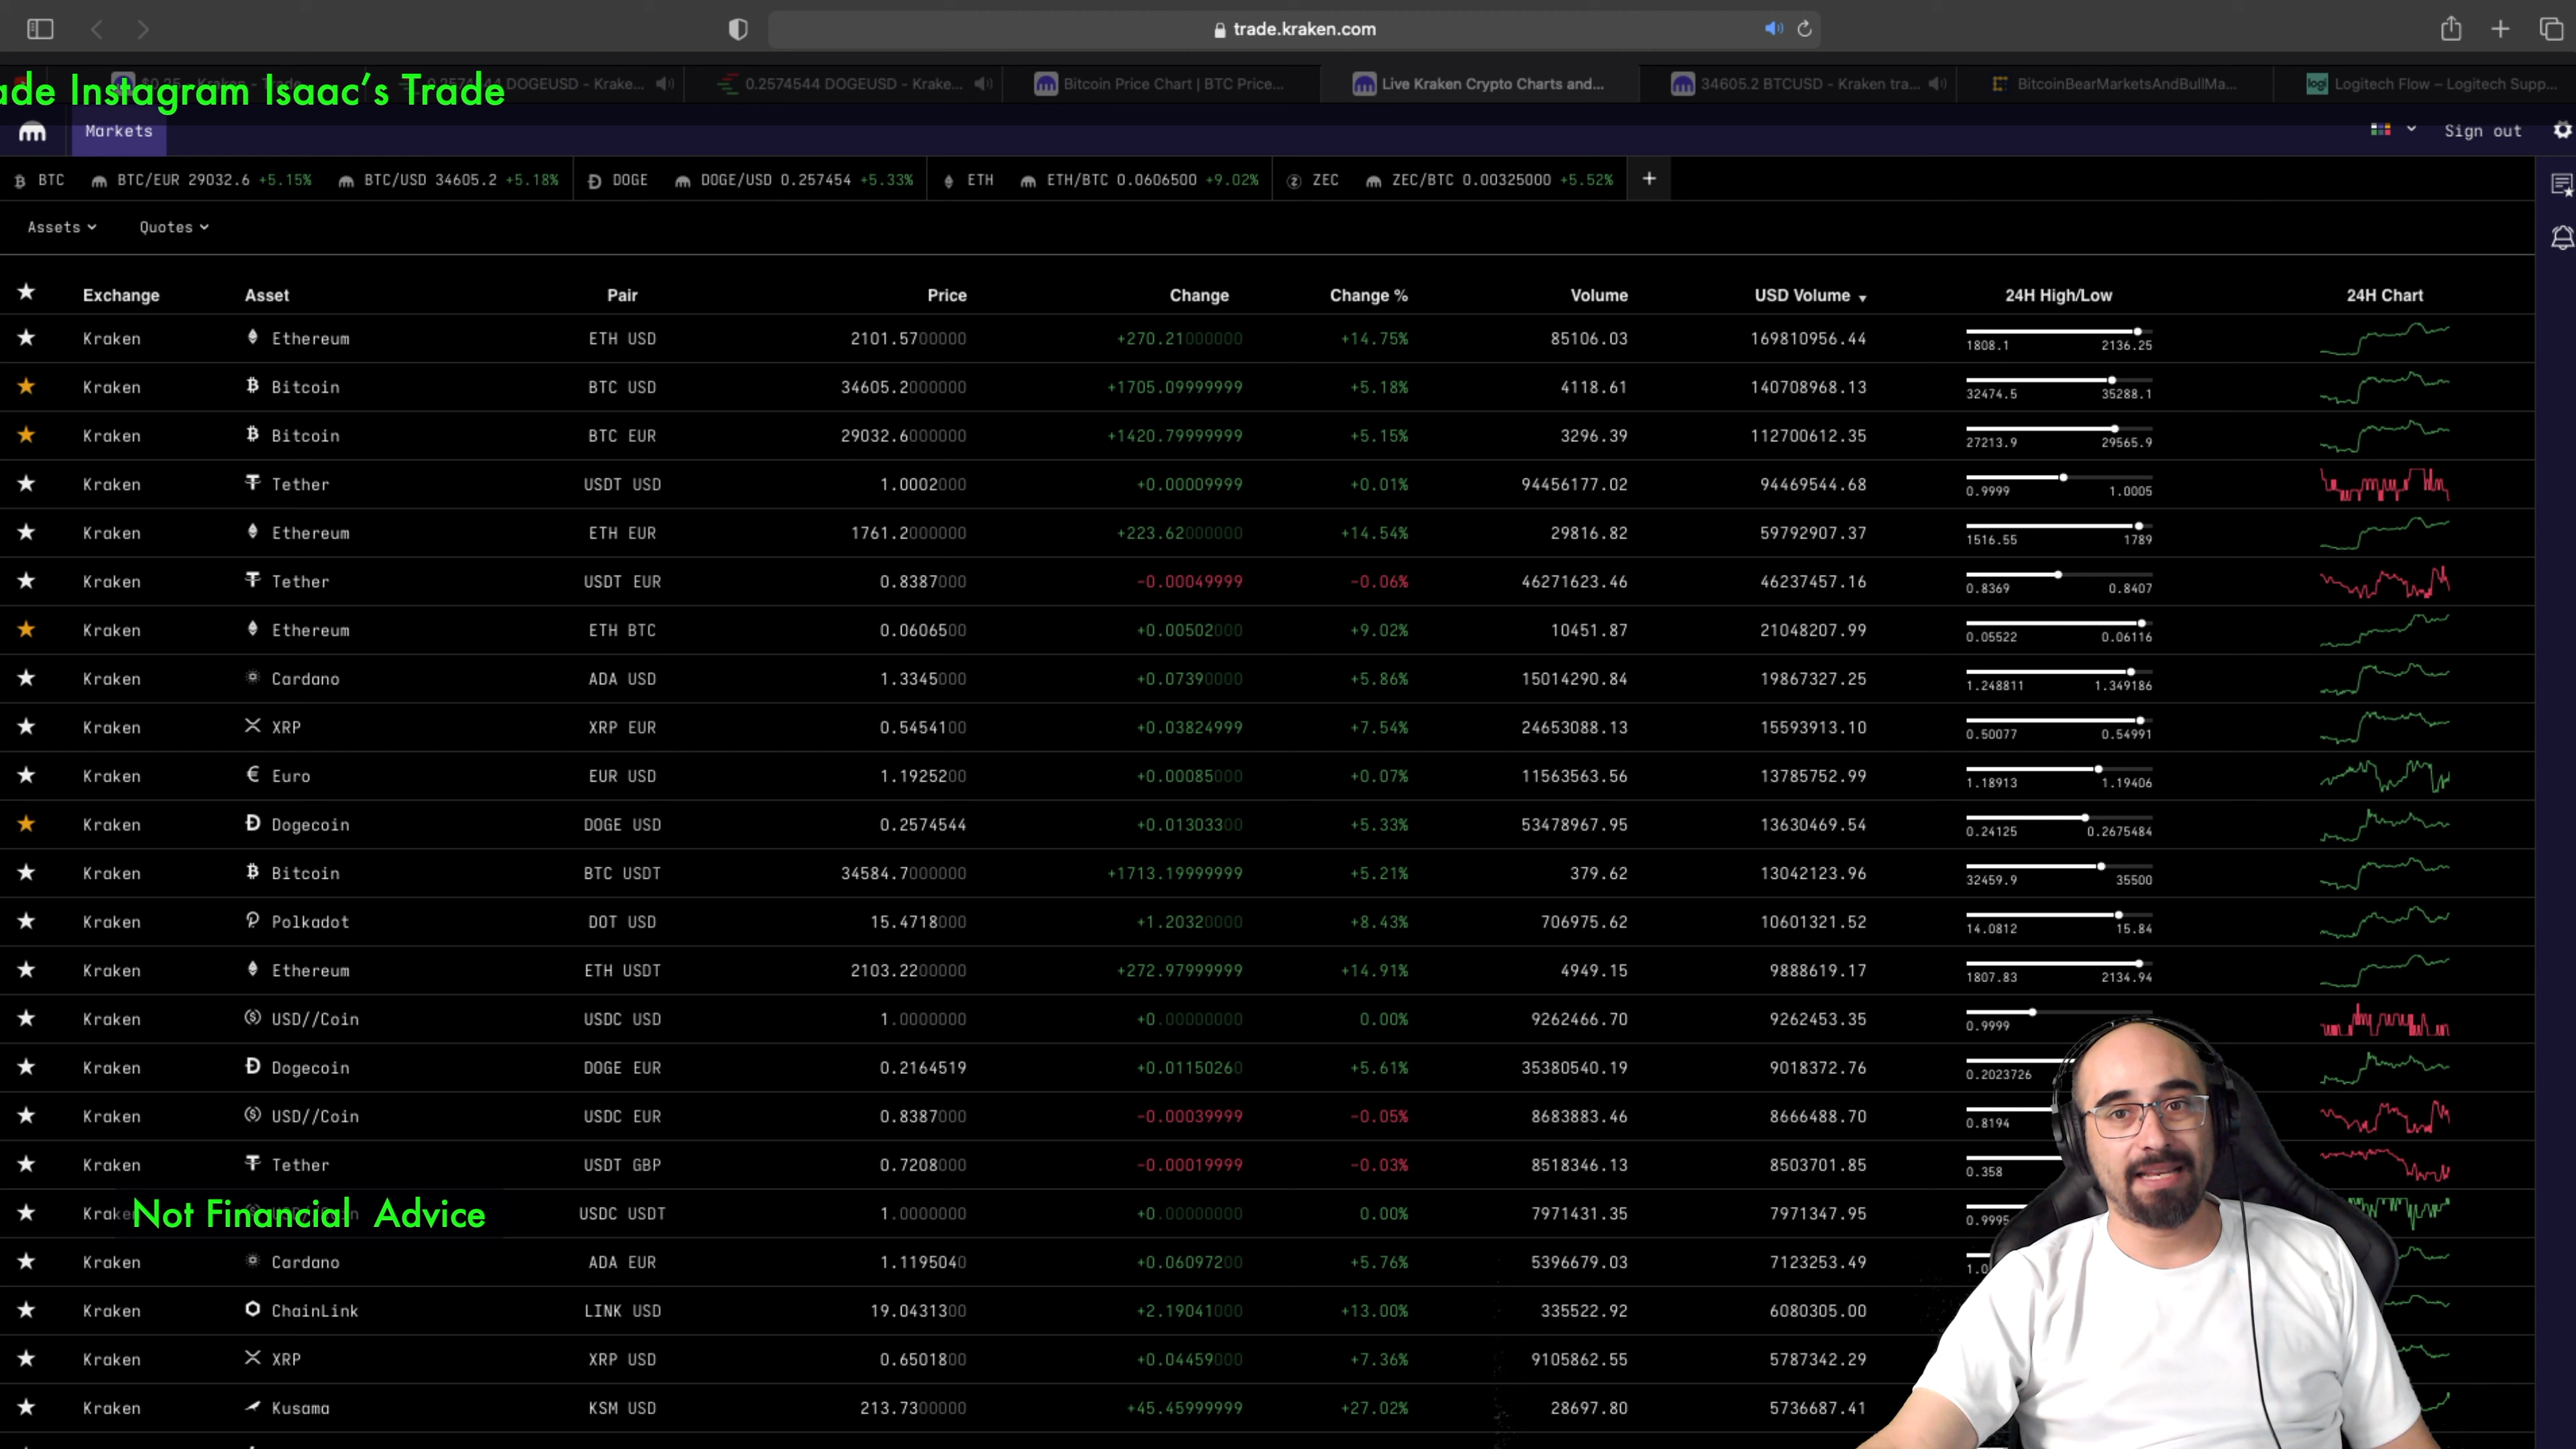 trade.kraken.com
ade Instagram Isaac's Trade
0.2574544 DOGEUSD - Krake...
0.2574544 DOGEUSD - Krake...
Bitcoin Price Chart | BTC Price...
Live Kraken Crypto Charts and...
34605.2 BTCUSD - Kraken tra...
BitcoinBearMarketsAndBullMa...
Logitech Flow – Logitech Supp...
Markets
Sign out
BTC BTC/EUR 29032.6 +5.15% BTC/USD 34605.2 +5.18% DOGE DOGE/USD 0.257454 +5.33% ETH ETH/BTC 0.0606500 +9.02% ZEC ZEC/BTC 0.00325000 +5.52% +
Assets Quotes
Exchange Asset Pair Price Change Change % Volume USD Volume 24H High/Low 24H Chart
Kraken Ethereum ETH USD 2101.5700000 +270.21000000 +14.75% 85106.03 169810956.44 1808.1 2136.25
Kraken Bitcoin BTC USD 34605.2000000 +1705.09999999 +5.18% 4118.61 140708968.13 32474.5 35288.1
Kraken Bitcoin BTC EUR 29032.6000000 +1420.79999999 +5.15% 3296.39 112700612.35 27213.9 29565.9
Kraken Tether USDT USD 1.0002000 +0.00009999 +0.01% 94456177.02 94469544.68 0.9999 1.0005
Kraken Ethereum ETH EUR 1761.2000000 +223.62000000 +14.54% 29816.82 59792907.37 1516.55 1789
Kraken Tether USDT EUR 0.8387000 -0.00049999 -0.06% 46271623.46 46237457.16 0.8369 0.8407
Kraken Ethereum ETH BTC 0.0606500 +0.00502000 +9.02% 10451.87 21048207.99 0.05522 0.06116
Kraken Cardano ADA USD 1.3345000 +0.07390000 +5.86% 15014290.84 19867327.25 1.248811 1.349186
Kraken XRP XRP EUR 0.5454100 +0.03824999 +7.54% 24653088.13 15593913.10 0.50077 0.54991
Kraken Euro EUR USD 1.1925200 +0.00085000 +0.07% 11563563.56 13785752.99 1.18913 1.19406
Kraken Dogecoin DOGE USD 0.2574544 +0.01303300 +5.33% 53478967.95 13630469.54 0.24125 0.2675484
Kraken Bitcoin BTC USDT 34584.7000000 +1713.19999999 +5.21% 379.62 13042123.96 32459.9 35500
Kraken Polkadot DOT USD 15.4718000 +1.20320000 +8.43% 706975.62 10601321.52 14.0812 15.84
Kraken Ethereum ETH USDT 2103.2200000 +272.97999999 +14.91% 4949.15 9888619.17 1807.83 2134.94
Kraken USD//Coin USDC USD 1.0000000 +0.00000000 0.00% 9262466.70 9262453.35 0.9999
Kraken Dogecoin DOGE EUR 0.2164519 +0.01150260 +5.61% 35380540.19 9018372.76 0.2023726
Kraken USD//Coin USDC EUR 0.8387000 -0.00039999 -0.05% 8683883.46 8666488.70 0.8194
Kraken Tether USDT GBP 0.7208000 -0.00019999 -0.03% 8518346.13 8503701.85 0.358
Kraken USDC USDT 1.0000000 +0.00000000 0.00% 7971431.35 7971347.95 0.9995
Not Financial Advice
Kraken Cardano ADA EUR 1.1195040 +0.06097200 +5.76% 5396679.03 7123253.49 1.0
Kraken ChainLink LINK USD 19.0431300 +2.19041000 +13.00% 335522.92 6080305.00
Kraken XRP XRP USD 0.6501800 +0.04459000 +7.36% 9105862.55 5787342.29
Kraken Kusama KSM USD 213.7300000 +45.45999999 +27.02% 28697.80 5736687.41